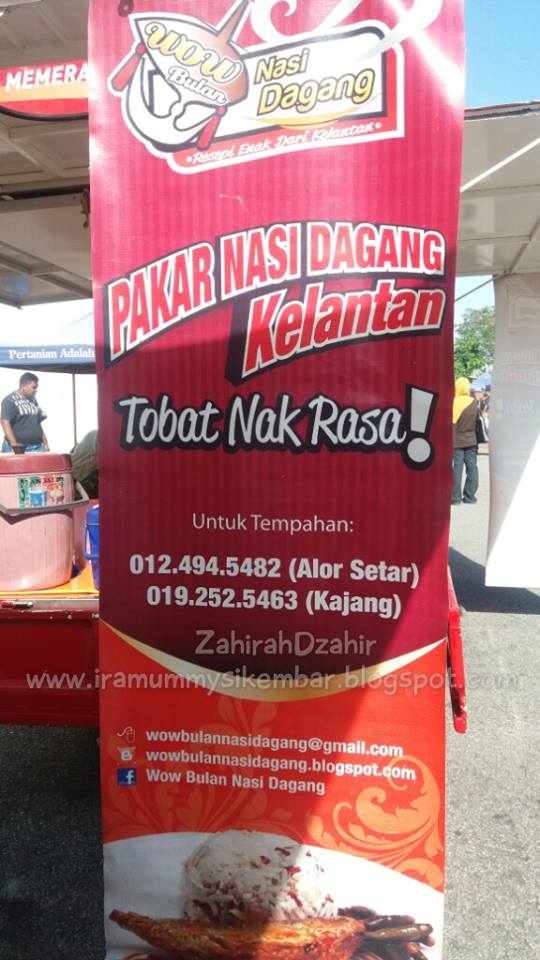 MEMERA
WOW
Bulan
Nasi
Dagang
• Resepi Enak Dari Kelantan •
PAKAR NASI DAGANG
Kelantan
Tobat Nak Rasa!
Pertanian Adalah
Untuk Tempahan:
012.494.5482 (Alor Setar)
019.252.5463 (Kajang)
ZahirahDzahir
www.iramummysikembar.blogspot.com
wowbulannasidagang@gmail.com
wowbulannasidagang.blogspot.com
Wow Bulan Nasi Dagang